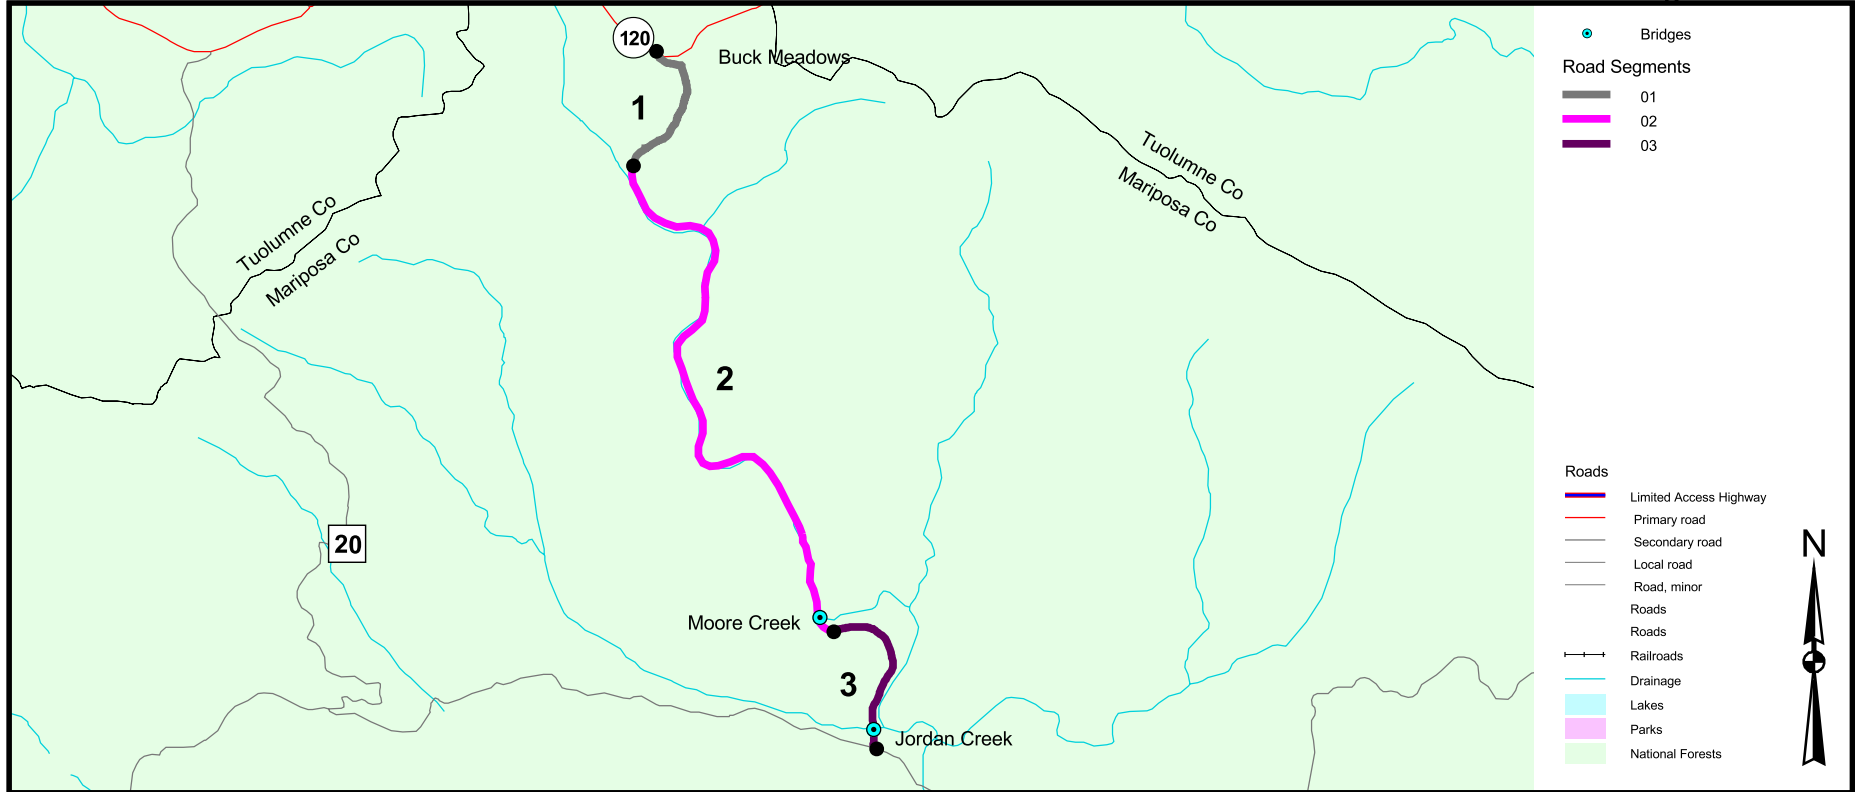 120
Buck Meadows
1
Tuolumne Co
Mariposa Co
Tuolumne Co
Mariposa Co
2
20
Moore Creek
3
Jordan Creek
Bridges
Road Segments
01
02
03
Roads
Limited Access Highway
Primary road
Secondary road
Local road
Road, minor
Roads
Roads
Railroads
Drainage
Lakes
Parks
National Forests
N